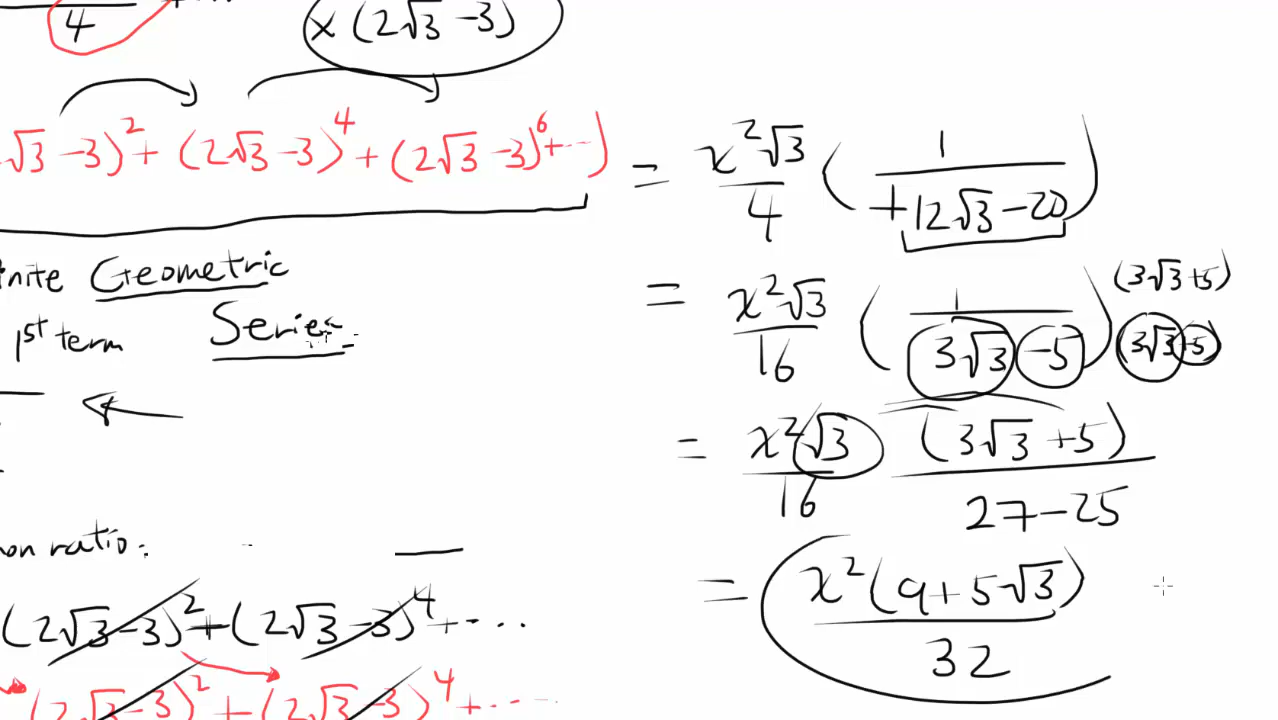 4
x (2√3 -3)
√3 -3)² + (2√3 -3)⁴ + (2√3 -3)⁶ + ... )
nite Geometric
1st term Series
non ratio.
(2√3 -3)² + (2√3 -3)⁴ + ...
(2√3 -3)² + (2√3 -3)⁴ + ...
= x²√3/4 (1/(+12√3 -20))
= x²√3/16 (1/(3√3 -5)) (3√3 +5)/(3√3 +5)
= x²√3/16 (3√3 +5)/(27-25)
= x²(9+5√3)/32